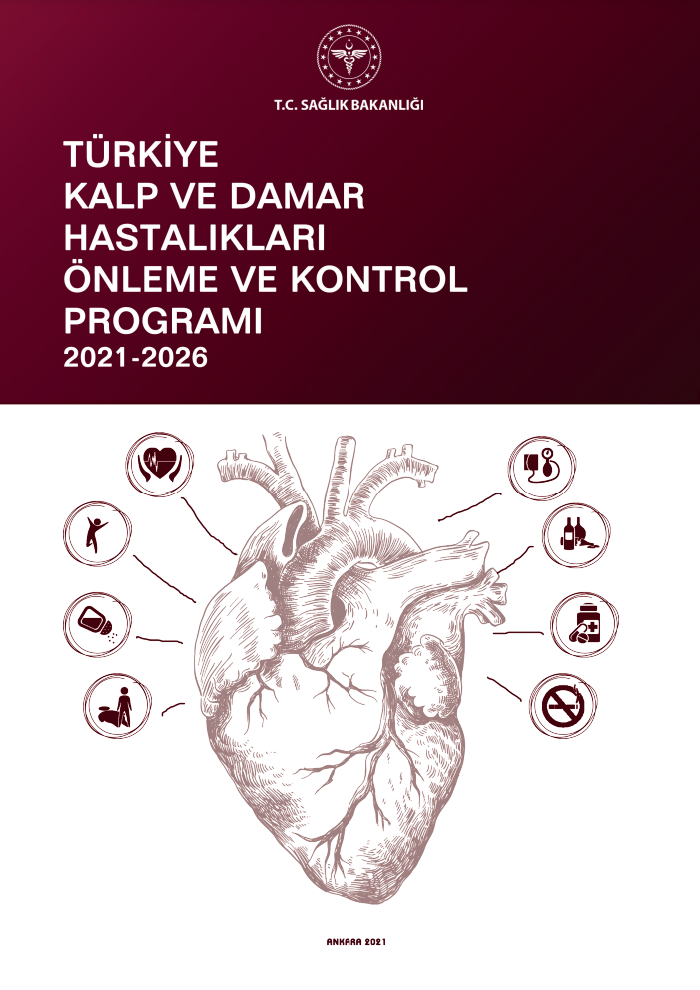 T.C. SAĞLIK BAKANLIĞI
TÜRKİYE
KALP VE DAMAR
HASTALIKLARI
ÖNLEME VE KONTROL
PROGRAMI
2021-2026
ANKARA 2021